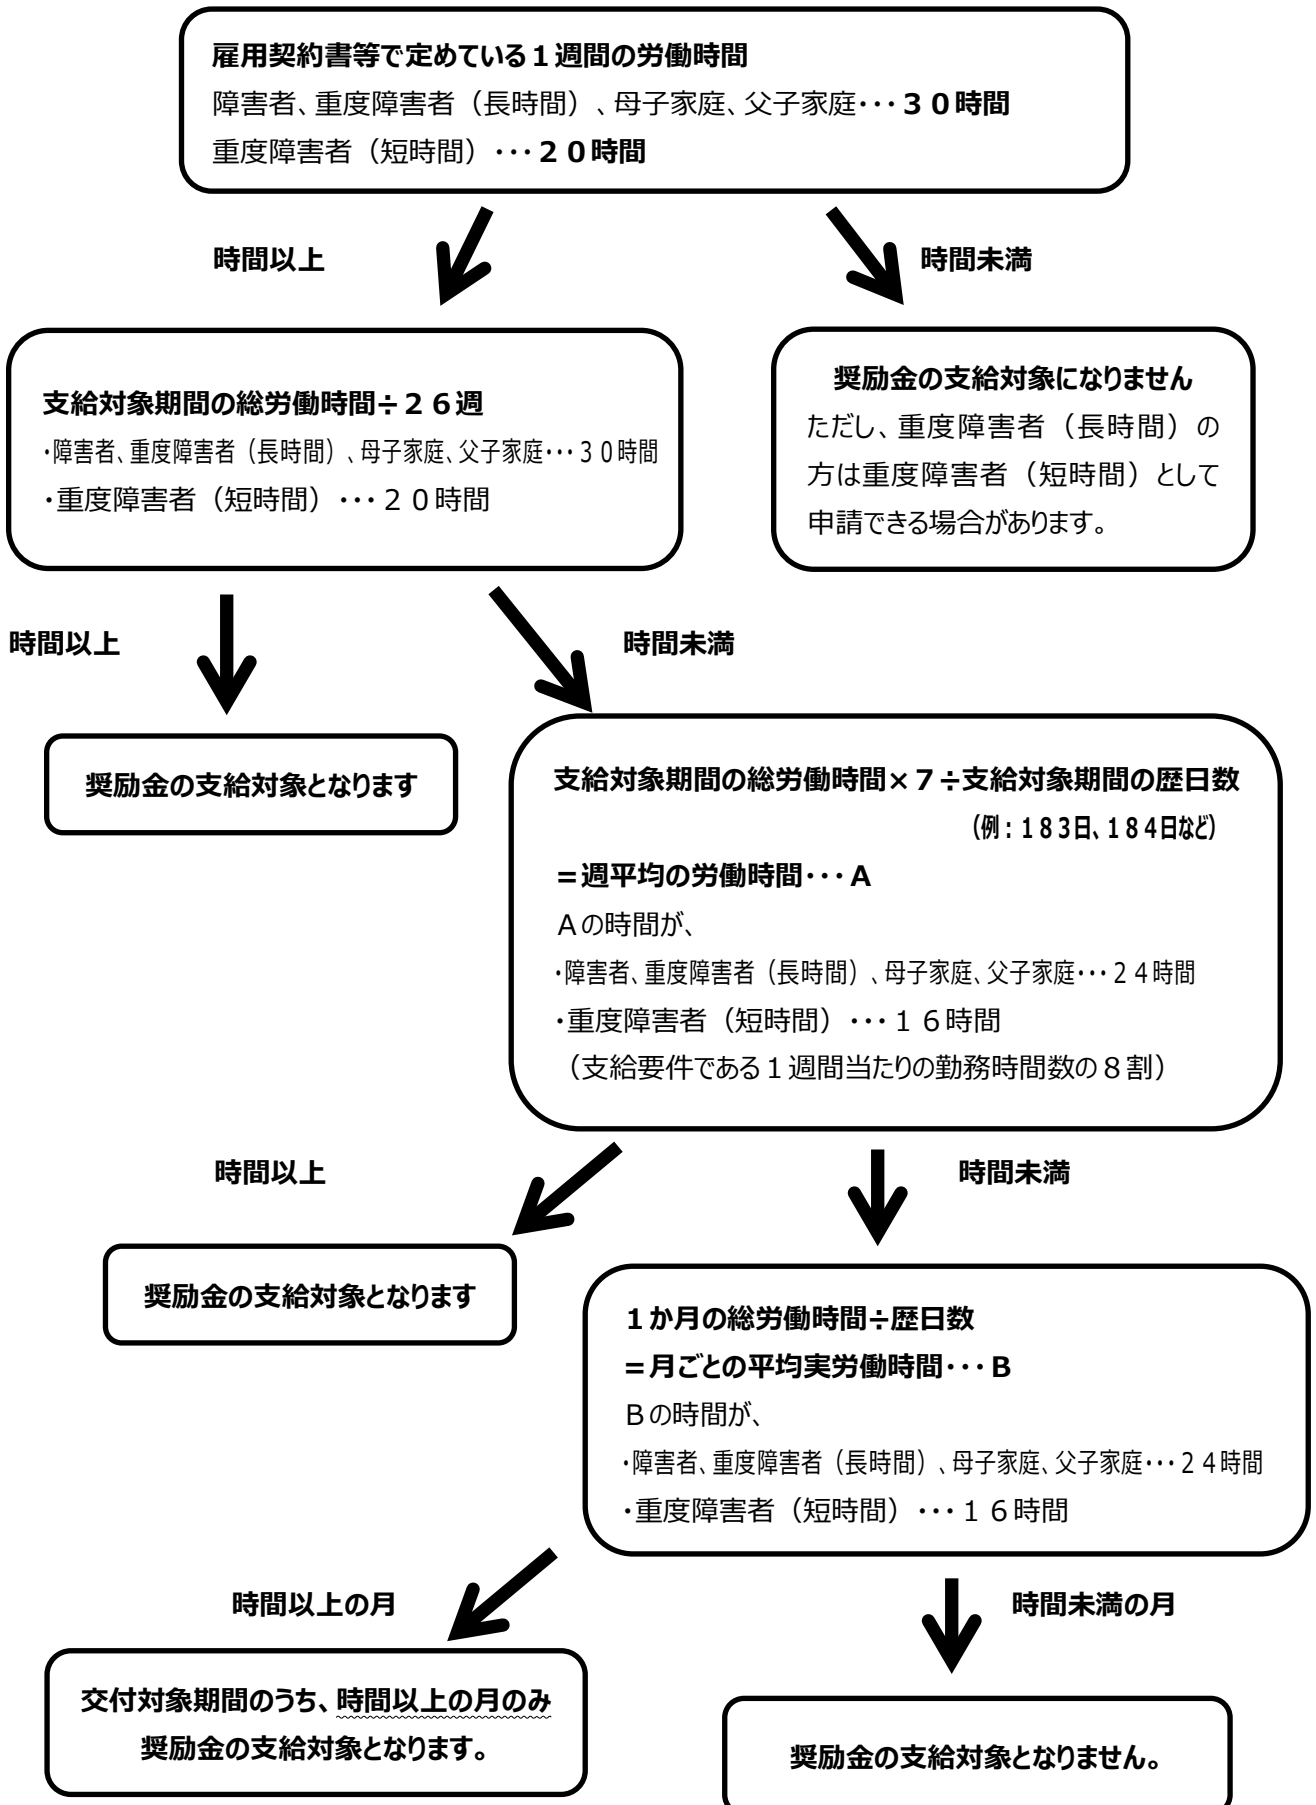 雇用契約書等で定めている１週間の労働時間
障害者、重度障害者（長時間）、母子家庭、父子家庭･･･３０時間
重度障害者（短時間）･･･２０時間
時間以上
時間未満
支給対象期間の総労働時間÷２６週
・障害者、重度障害者（長時間）、母子家庭、父子家庭･･･３０時間
・重度障害者（短時間）･･･２０時間
奨励金の支給対象になりません
ただし、重度障害者（長時間）の
方は重度障害者（短時間）として
申請できる場合があります。
時間以上
時間未満
奨励金の支給対象となります
支給対象期間の総労働時間×７÷支給対象期間の歴日数
（例：１８３日、１８４日など）
＝週平均の労働時間･･･A
Ａの時間が、
・障害者、重度障害者（長時間）、母子家庭、父子家庭･･･２４時間
・重度障害者（短時間）･･･１６時間
（支給要件である１週間当たりの勤務時間数の８割）
時間以上
時間未満
奨励金の支給対象となります
１か月の総労働時間÷歴日数
＝月ごとの平均実労働時間･･･B
Ｂの時間が、
・障害者、重度障害者（長時間）、母子家庭、父子家庭･･･２４時間
・重度障害者（短時間）･･･１６時間
時間以上の月
時間未満の月
交付対象期間のうち、時間以上の月のみ
奨励金の支給対象となります。
奨励金の支給対象となりません。